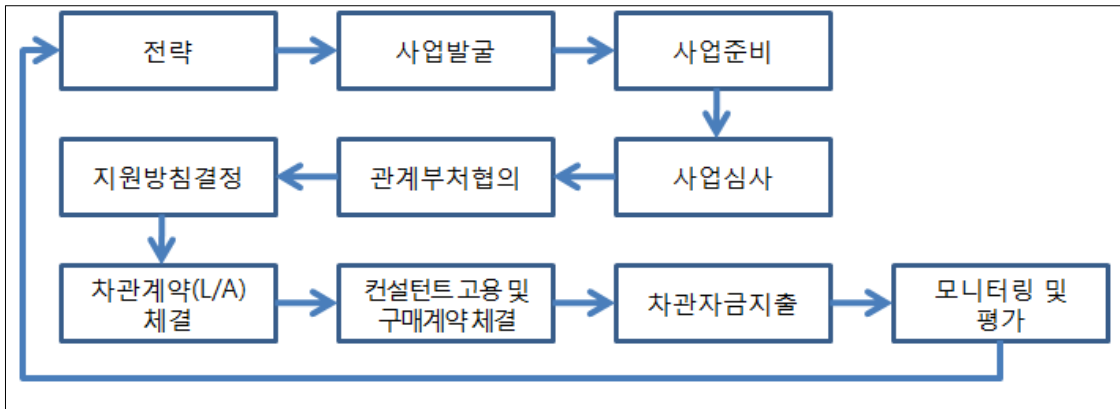 전략
사업발굴
사업준비
지원방침결정
관계부처협의
사업심사
차관계약(L/A)
체결
컨설턴트 고용 및
구매계약 체결
차관자금지출
모니터링 및
평가